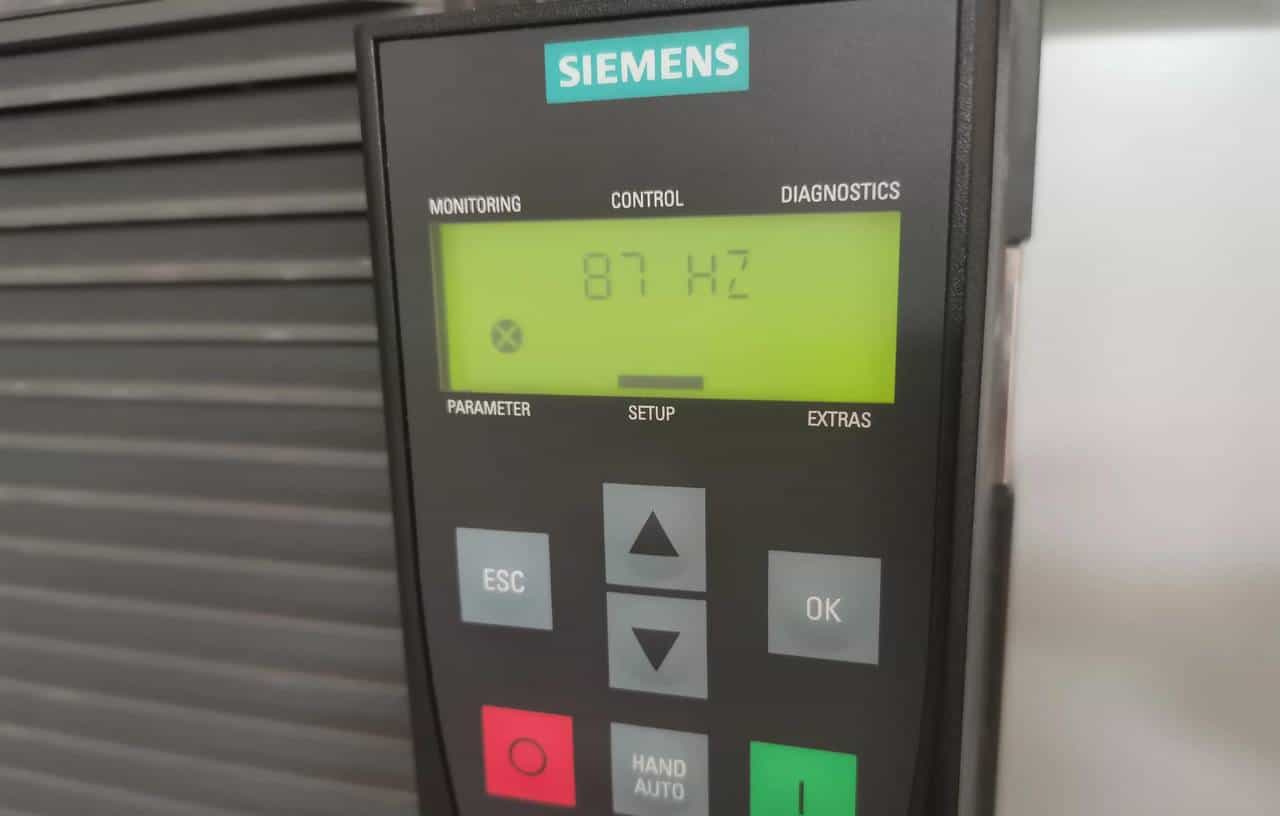 SIEMENS
MONITORING CONTROL DIAGNOSTICS
87 HZ
PARAMETER SETUP EXTRAS
ESC
OK
HAND
AUTO